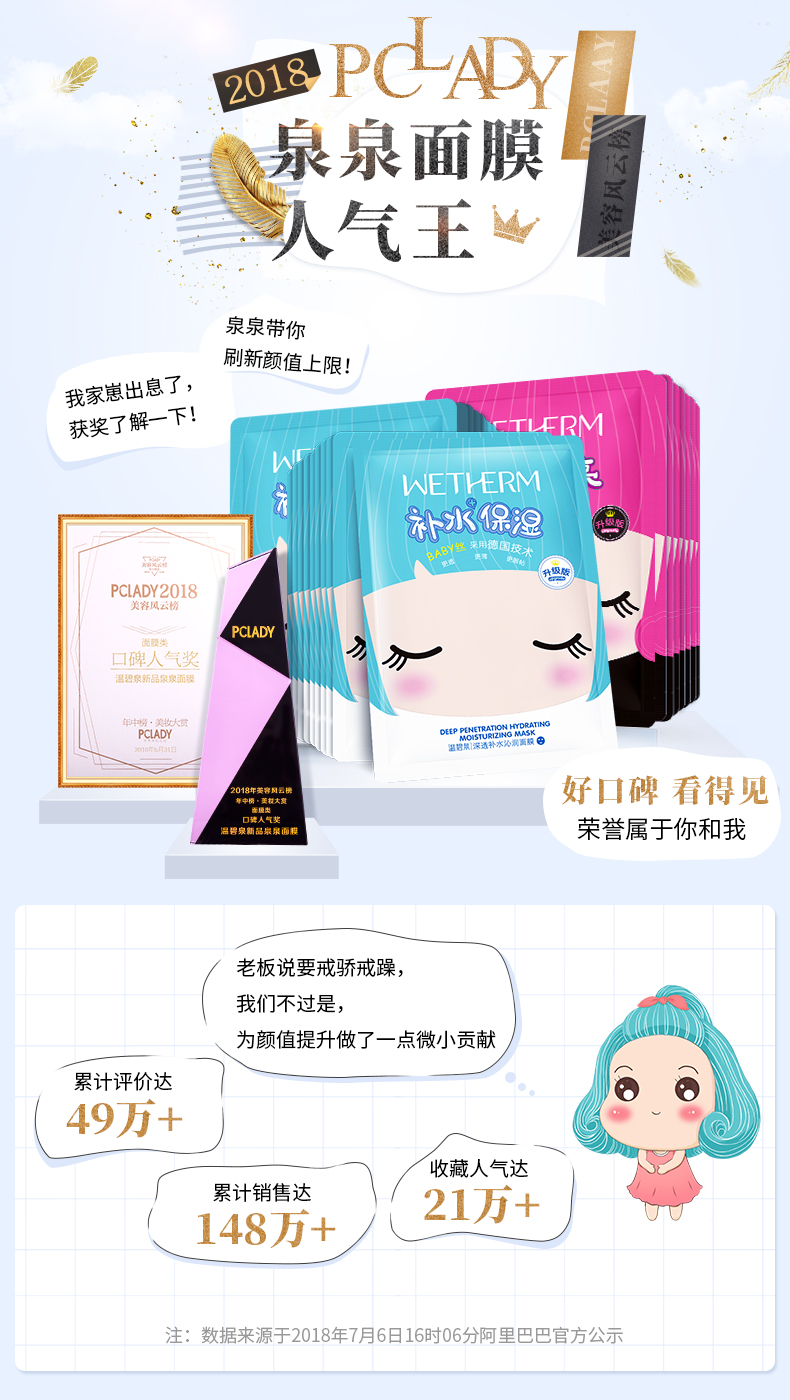 2018 PCLADY
泉泉面膜
人气王
PCLAAY
美容风云榜
泉泉带你
刷新颜值上限!
我家崽出息了,
获奖了解一下!
WETHERM
补水保湿
BABY丝 采用德国技术
升级版
DEEP PENETRATION HYDRATING
MOISTURIZING MASK
温碧泉|深透补水沁润面膜
WETHERM
升级版
美容风云榜
PCLADY2018
美容风云榜
面膜类
口碑人气奖
温碧泉新品泉泉面膜
年中榜·美妆大赏
PCLADY
PCLADY
2018年美容风云榜
年中榜·美妆大赏
面膜类
口碑人气奖
温碧泉新品泉泉面膜
好口碑 看得见
荣誉属于你和我
老板说要戒骄戒躁,
我们不过是,
为颜值提升做了一点微小贡献
累计评价达
49万+
累计销售达
148万+
收藏人气达
21万+
注:数据来源于2018年7月6日16时06分阿里巴巴官方公示